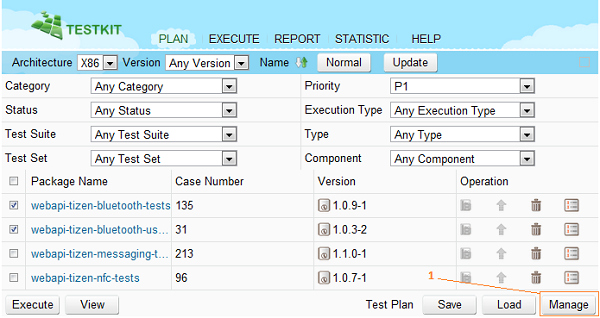 TESTKIT
PLAN EXECUTE REPORT STATISTIC HELP
Architecture X86 Version Any Version Name Normal Update
Category Any Category Priority P1
Status Any Status Execution Type Any Execution Type
Test Suite Any Test Suite Type Any Type
Test Set Any Test Set Component Any Component
Package Name Case Number Version Operation
webapi-tizen-bluetooth-tests 135 1.0.9-1
webapi-tizen-bluetooth-us... 31 1.0.3-2
webapi-tizen-messaging-t... 213 1.1.0-1
webapi-tizen-nfc-tests 96 1.0.7-1
1
Execute View Test Plan Save Load Manage